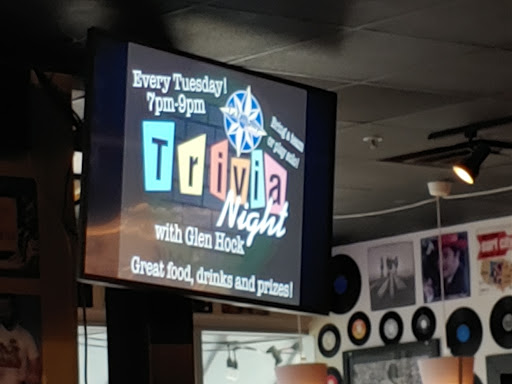 Every Tuesday!
7pm-9pm
Bring a team
or play solo!
Trivia
Night
with Glen Hock
Great food, drinks and prizes!